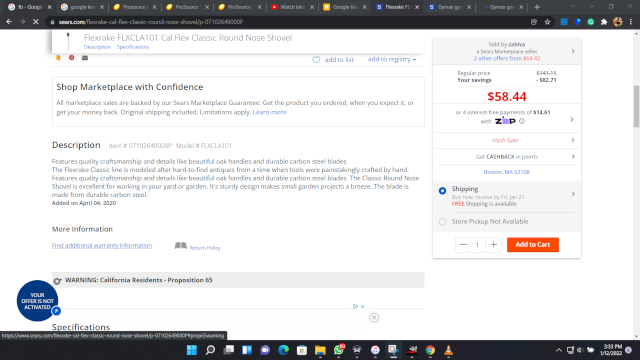 fb - Google
google key
Prosource
ProSource
ProSource
Watch later
Google Keep
Flexrake FL
Gymax gy
Gymax gy
sears.com/flexrake-cal-flex-classic-round-nose-shovel/p-07102649000P
Flexrake FLXCLA101 Cal Flex Classic Round Nose Shovel
Description Specifications
add to list add to registry
Shop Marketplace with Confidence
All marketplace sales are backed by our Sears Marketplace Guarantee. Get the product you ordered, when you expect it, or
get your money back. Original shipping included. Limitations apply. Learn more
Description Item # 07102649000P Model # FLXCLA101
Features quality craftsmanship and details like beautiful oak handles and durable carbon steel blades
The Flexrake Classic line is modeled after hard-to-find antiques from a time when tools were painstakingly crafted by hand.
Features quality craftsmanship and details like beautiful oak handles and durable carbon steel blades. The Classic Round Nose
Shovel is excellent for working in your yard or garden. It's sturdy design makes small garden projects a breeze. The blade is
made from durable carbon steel.
Added on April 04, 2020
More Information
Find additional warranty information Return Policy
WARNING: California Residents - Proposition 65
YOUR
OFFER IS NOT
ACTIVATED
Specifications
https://www.sears.com/flexrake-cal-flex-classic-round-nose-shovel/p-07102649000P#prop65warning
Sold by zabiva
a Sears Marketplace seller
2 other offers from $64.62
Regular price $141.15
Your savings - $82.71
$58.44
or 4 interest-free payments of $14.61
with ZIP
Flash Sale!
Get CASHBACK in points
Boston, MA 02108
Shipping
Buy now, receive by Fri, Jan 21
FREE Shipping is available
Store Pickup Not Available
1 Add to Cart
3:33 PM
1/12/2022